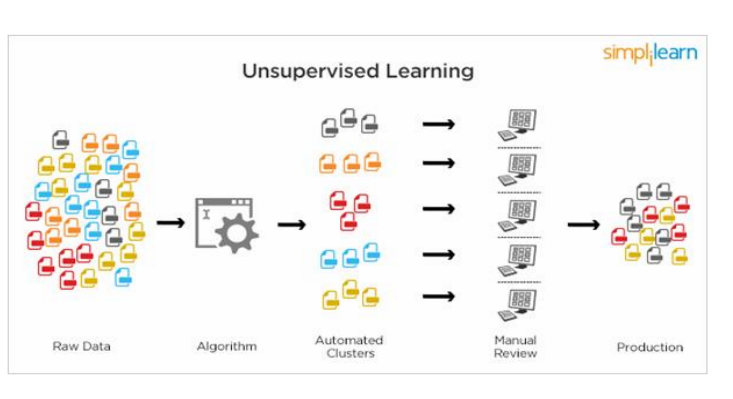 simplilearn
Unsupervised Learning
Raw Data
Algorithm
Automated
Clusters
Manual
Review
Production